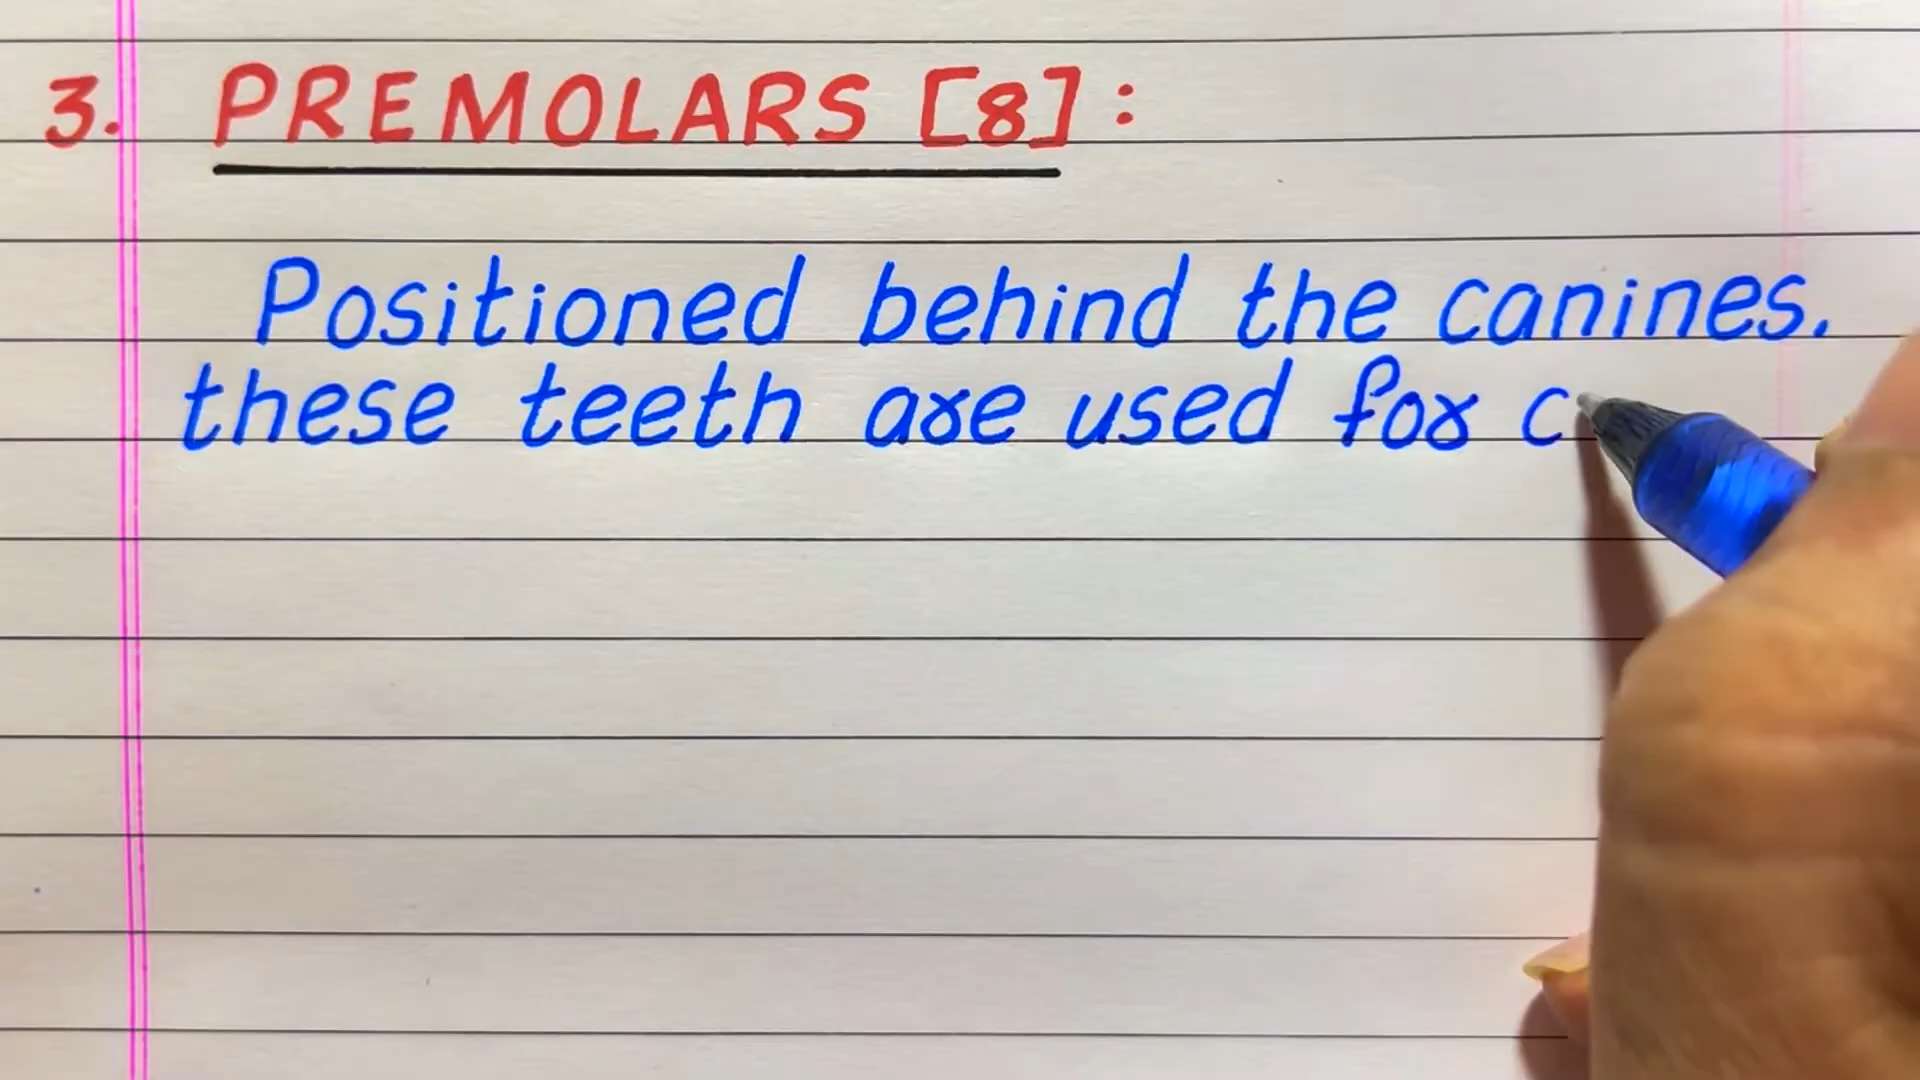 3. PREMOLARS [8]:
Positioned behind the canines.
these teeth are used for c